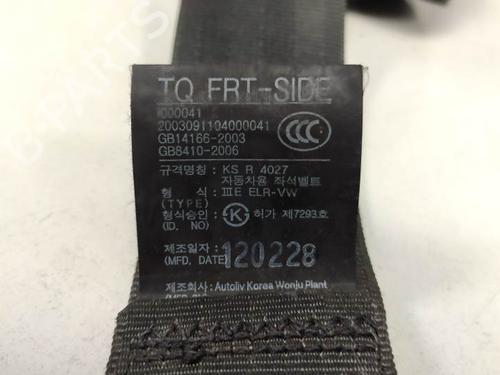 TQ FRT-SIDE
I000041
2003091104000041
GB14166-2003
GB8410-2006
CCC
규격명칭 : KS R 4027
자동차용 좌석벨트
형 식 : ⅢE ELR-VW
(TYPE)
형식승인 : K 허가 제7293호
(ID. NO)
제조일자 : 120228
(MFD. DATE)
제조회사 : Autoliv Korea Wonju Plant